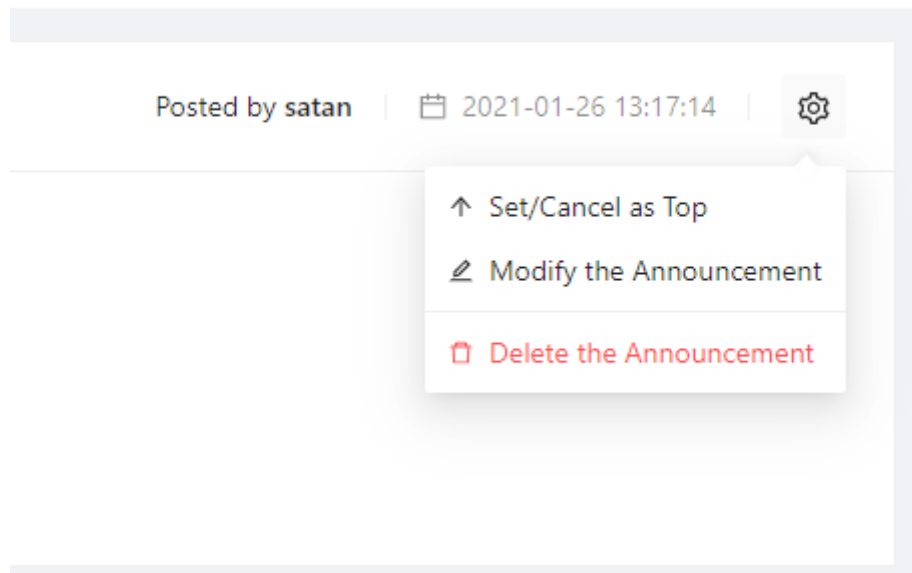 Posted by satan 2021-01-26 13:17:14
Set/Cancel as Top
Modify the Announcement
Delete the Announcement